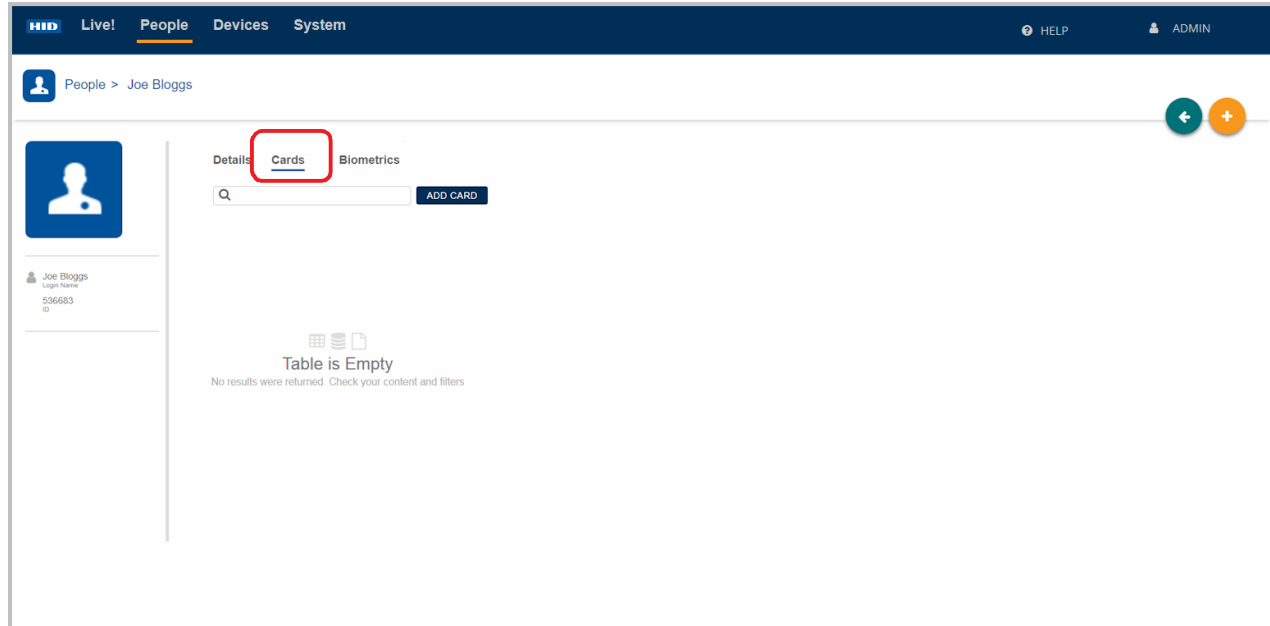 HID Live! People Devices System HELP ADMIN
People > Joe Bloggs
Details Cards Biometrics
ADD CARD
Joe Bloggs
Login Name
536683
ID
Table is Empty
No results were returned. Check your content and filters